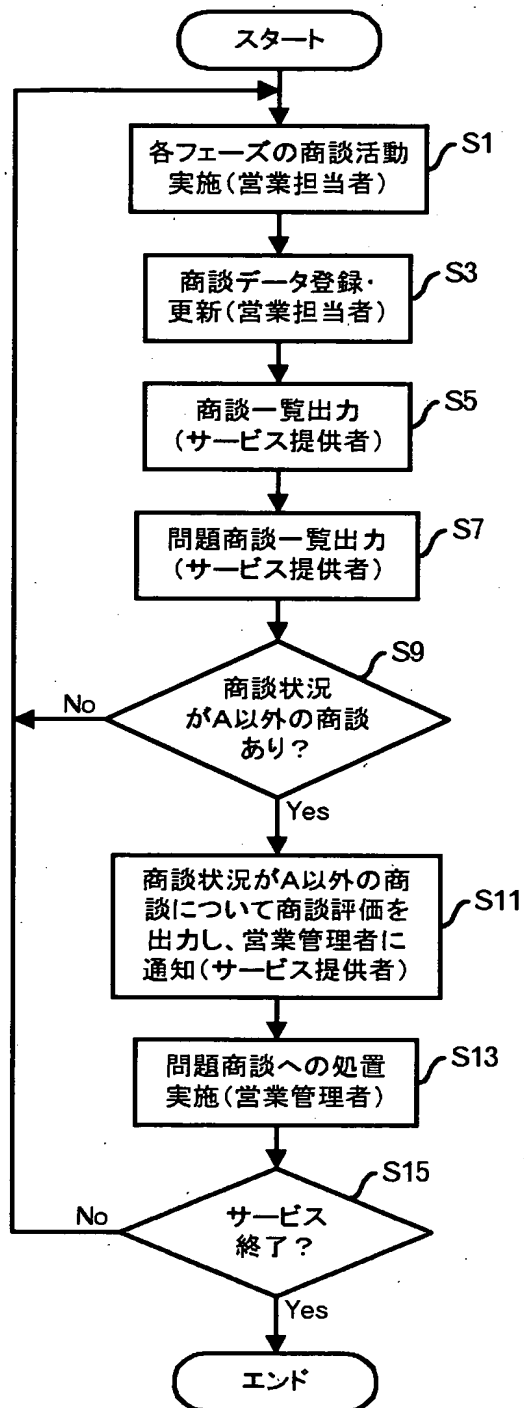 スタート
各フェーズの商談活動
実施(営業担当者)
S1
商談データ登録・
更新(営業担当者)
S3
商談一覧出力
(サービス提供者)
S5
問題商談一覧出力
(サービス提供者)
S7
商談状況
がA以外の商談
あり?
S9
No
Yes
商談状況がA以外の商
談について商談評価を
出力し、営業管理者に
通知(サービス提供者)
S11
問題商談への処置
実施(営業管理者)
S13
サービス
終了?
S15
No
Yes
エンド